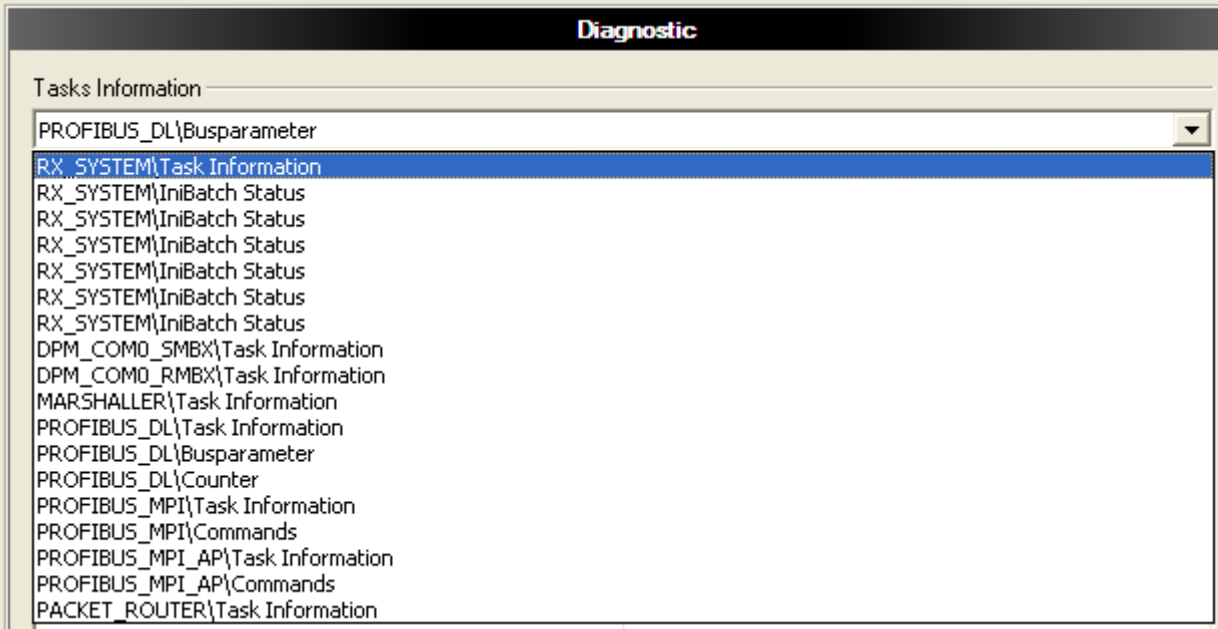 Diagnostic
Tasks Information
PROFIBUS_DL\Busparameter
RX_SYSTEM\Task Information
RX_SYSTEM\IniBatch Status
RX_SYSTEM\IniBatch Status
RX_SYSTEM\IniBatch Status
RX_SYSTEM\IniBatch Status
RX_SYSTEM\IniBatch Status
RX_SYSTEM\IniBatch Status
DPM_COM0_SMBX\Task Information
DPM_COM0_RMBX\Task Information
MARSHALLER\Task Information
PROFIBUS_DL\Task Information
PROFIBUS_DL\Busparameter
PROFIBUS_DL\Counter
PROFIBUS_MPI\Task Information
PROFIBUS_MPI\Commands
PROFIBUS_MPI_AP\Task Information
PROFIBUS_MPI_AP\Commands
PACKET_ROUTER\Task Information